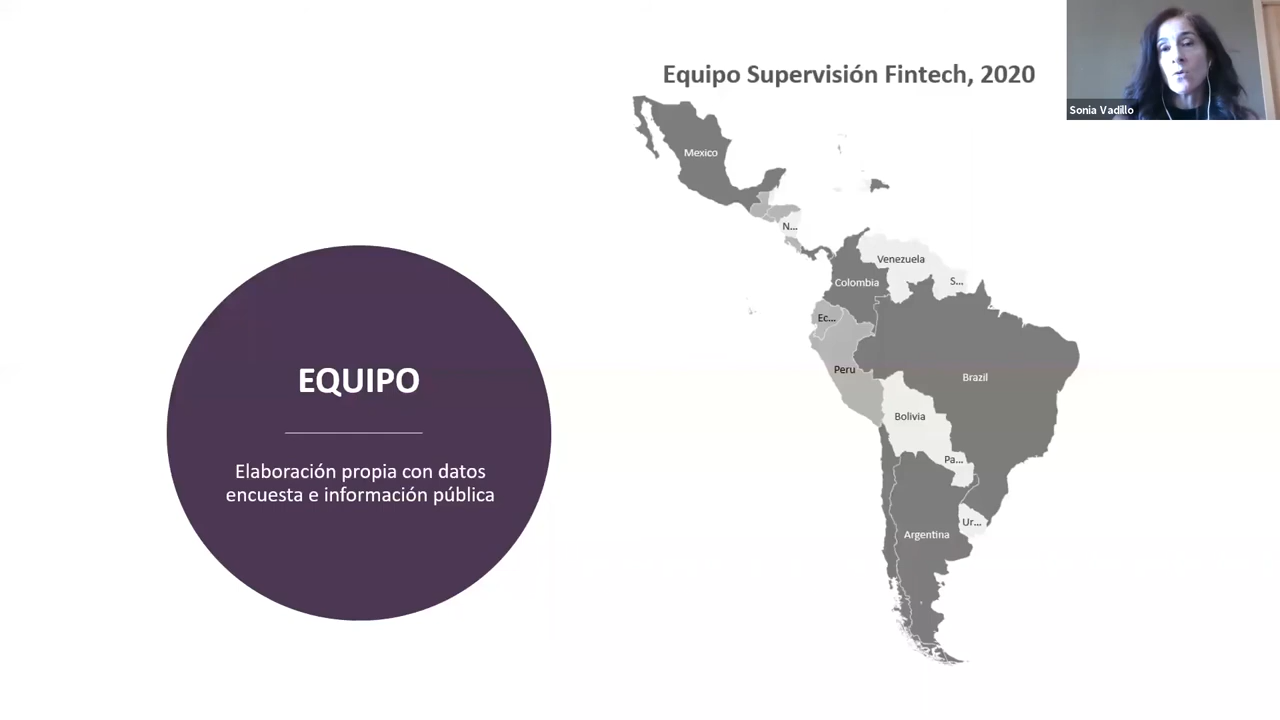 Equipo Supervisión Fintech, 2020
Sonia Vadillo
Mexico
N...
Venezuela
Colombia
S...
Ec...
Peru
Brazil
Bolivia
Pa...
Ur...
Argentina
EQUIPO
Elaboración propia con datos
encuesta e información pública